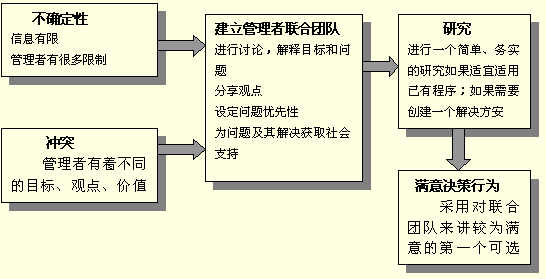 不确定性
信息有限
管理者有很多限制
冲突
管理者有着不同
的目标、观点、价值
建立管理者联合团队
进行讨论，解释目标和问
题
分享观点
设定问题优先性
为问题及其解决获取社会
支持
研究
进行一个简单、务实
的研究如果适宜适用
已有程序；如果需要
创建一个解决方安
满意决策行为
采用对联合
团队来讲较为满
意的第一个可选